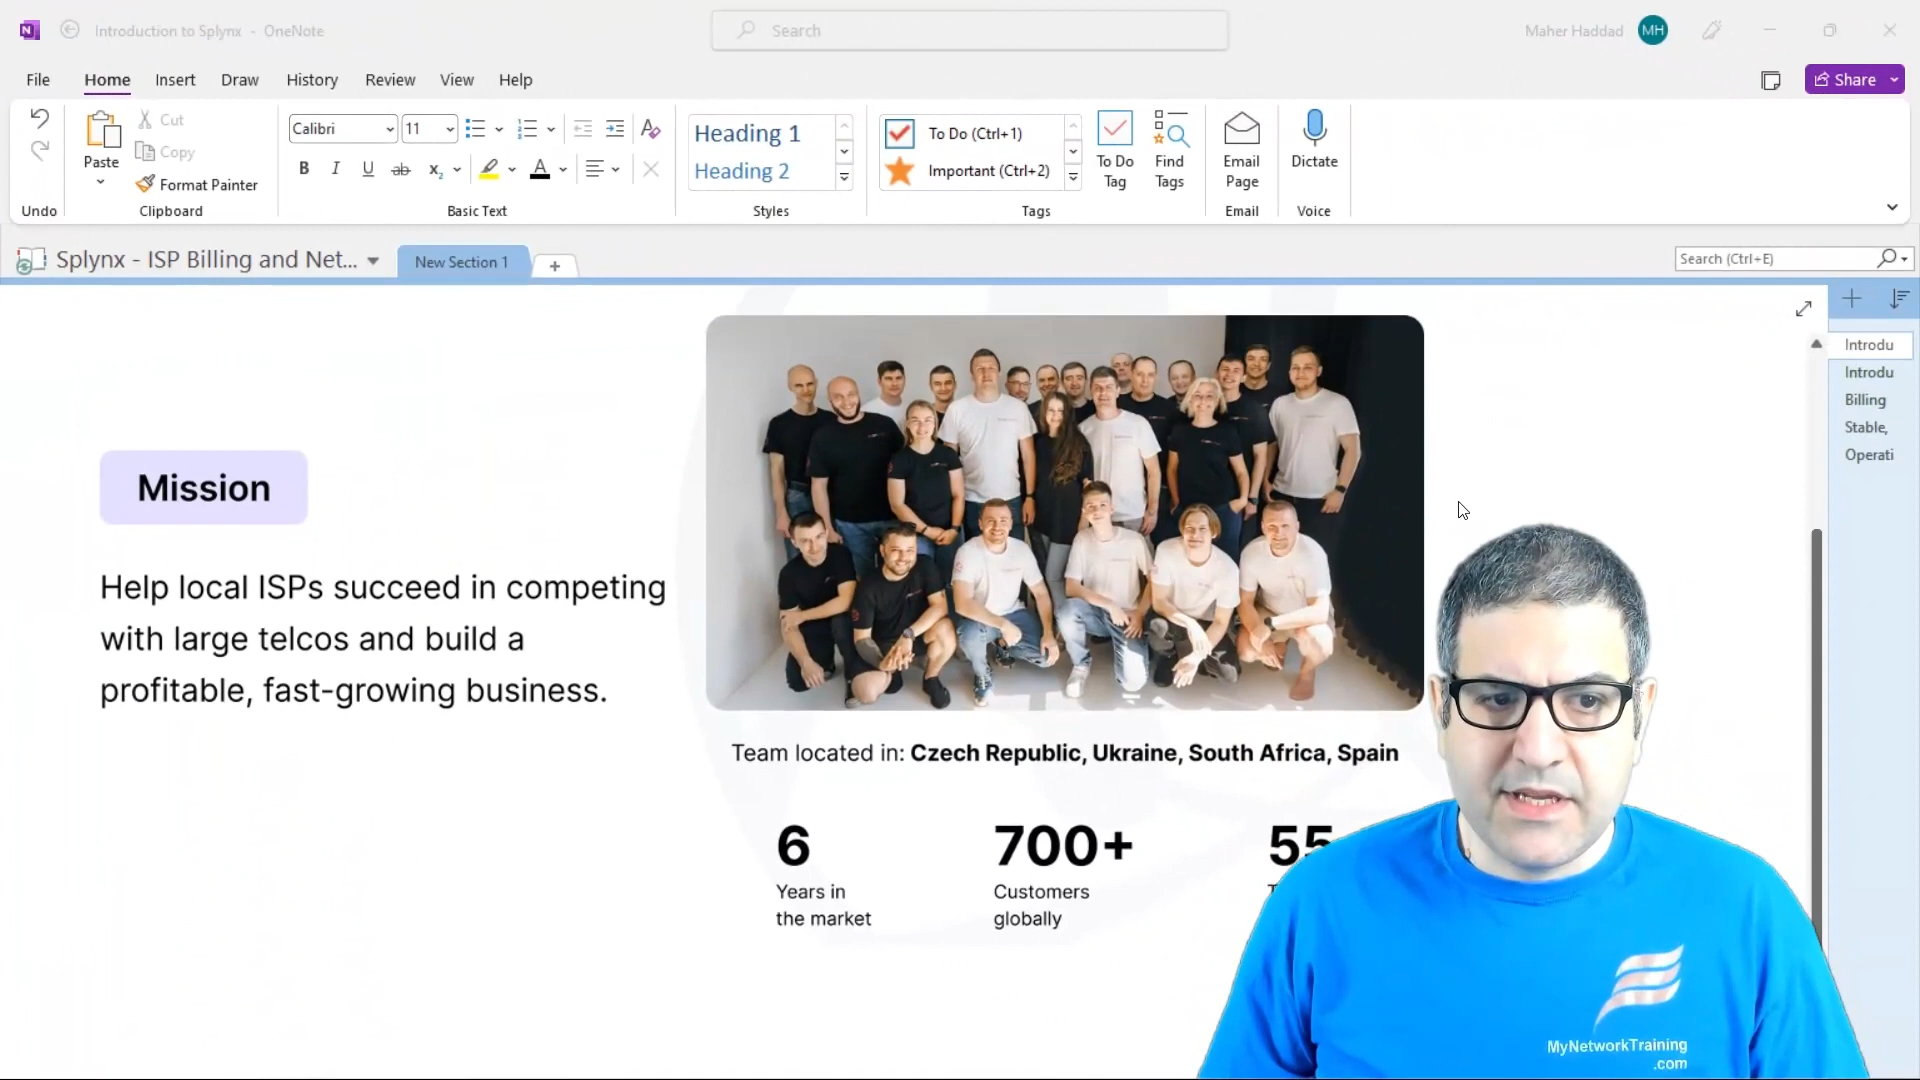 Introduction to Splynx - OneNote
Search
Maher Haddad
MH
File
Home
Insert
Draw
History
Review
View
Help
Share
Paste
Cut
Copy
Format Painter
Undo
Clipboard
Calibri
11
Basic Text
Heading 1
Heading 2
Styles
To Do (Ctrl+1)
Important (Ctrl+2)
Tags
To Do
Tag
Find
Tags
Email
Page
Email
Dictate
Voice
Splynx - ISP Billing and Net...
New Section 1
Search (Ctrl+E)
Introdu
Introdu
Billing
Stable,
Operati
Mission
Help local ISPs succeed in competing
with large telcos and build a
profitable, fast-growing business.
Team located in: Czech Republic, Ukraine, South Africa, Spain
6
Years in
the market
700+
Customers
globally
55
MyNetworkTraining
.com